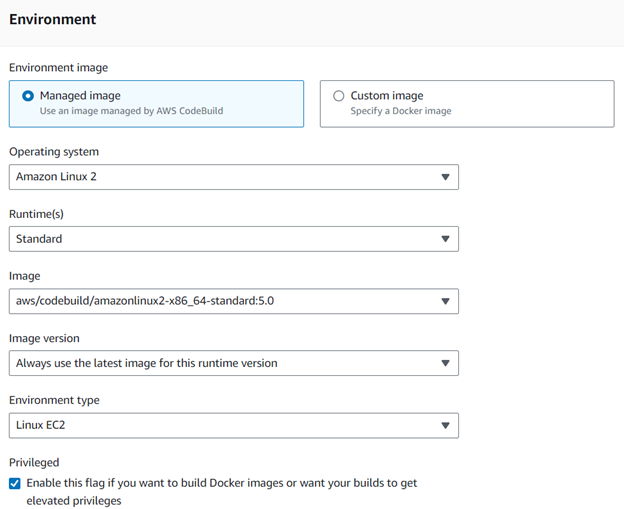 Environment
Environment image
Managed image
Use an image managed by AWS CodeBuild
Custom image
Specify a Docker image
Operating system
Amazon Linux 2
Runtime(s)
Standard
Image
aws/codebuild/amazonlinux2-x86_64-standard:5.0
Image version
Always use the latest image for this runtime version
Environment type
Linux EC2
Privileged
Enable this flag if you want to build Docker images or want your builds to get
elevated privileges